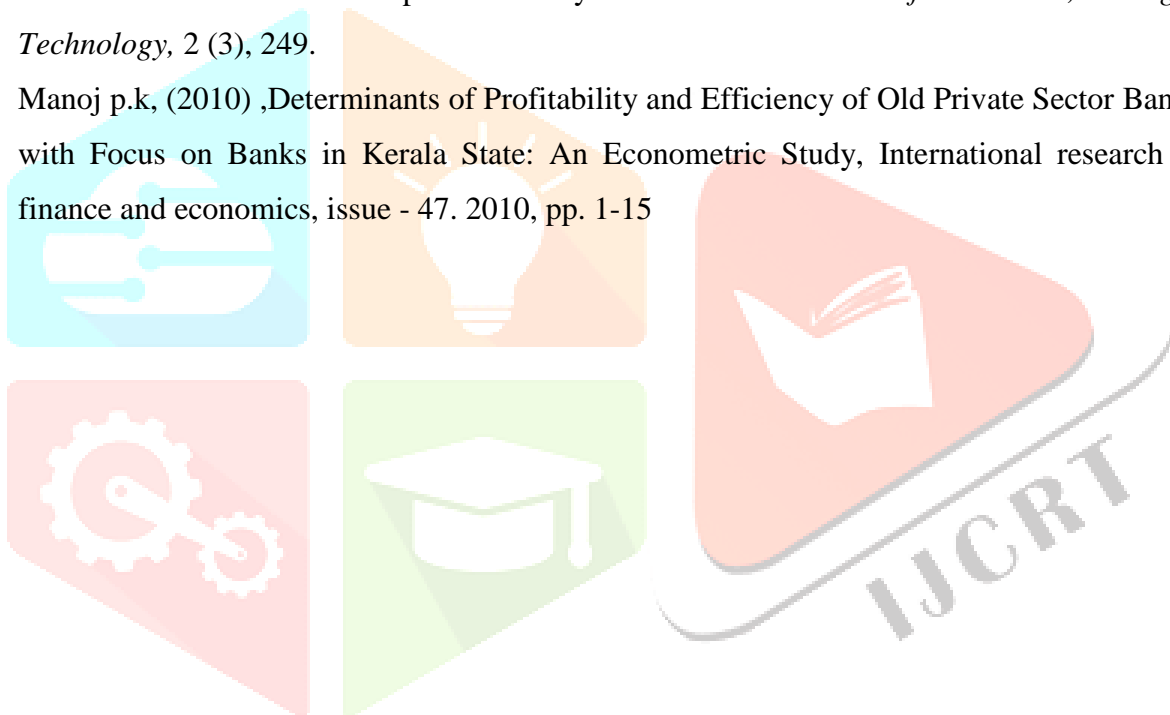 Technology, 2 (3), 249.
Manoj p.k, (2010) ,Determinants of Profitability and Efficiency of Old Private Sector
with Focus on Banks in Kerala State: An Econometric Study, International research
finance and economics, issue - 47. 2010, pp. 1-15
IJCRT